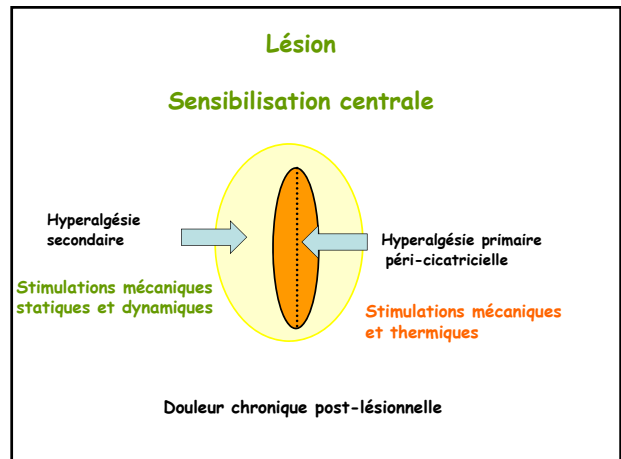 Lésion
Sensibilisation centrale
Hyperalgésie
secondaire
Stimulations mécaniques
statiques et dynamiques
Hyperalgésie primaire
péri-cicatricielle
Stimulations mécaniques
et thermiques
Douleur chronique post-lésionnelle